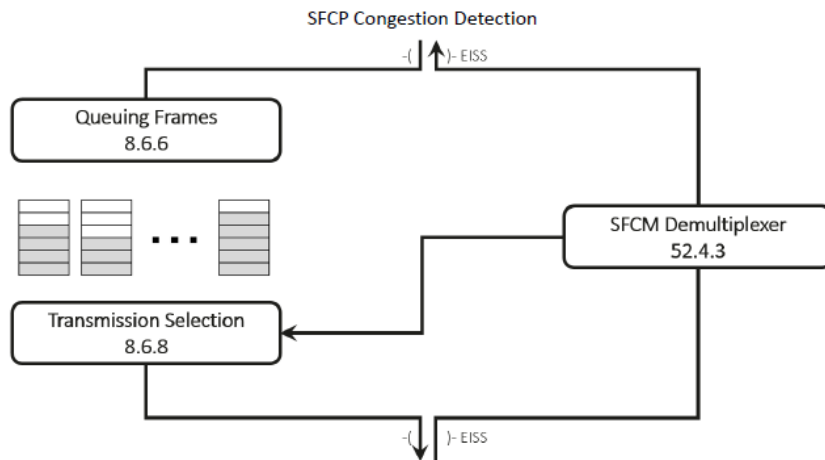 SFCP Congestion Detection
-( )- EISS
Queuing Frames
8.6.6
...
SFCM Demultiplexer
52.4.3
Transmission Selection
8.6.8
-( )- EISS